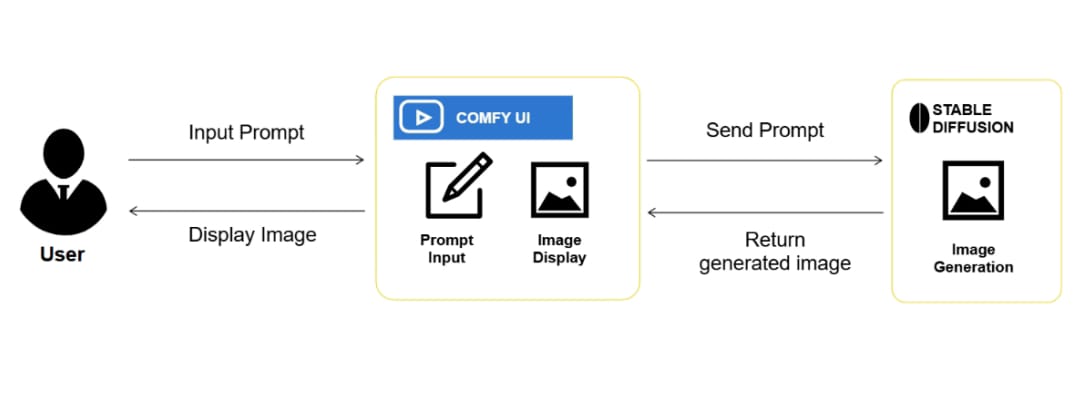 Input Prompt
Display Image
User
COMFY UI
Prompt
Input
Image
Display
Send Prompt
Return
generated image
STABLE
DIFFUSION
Image
Generation